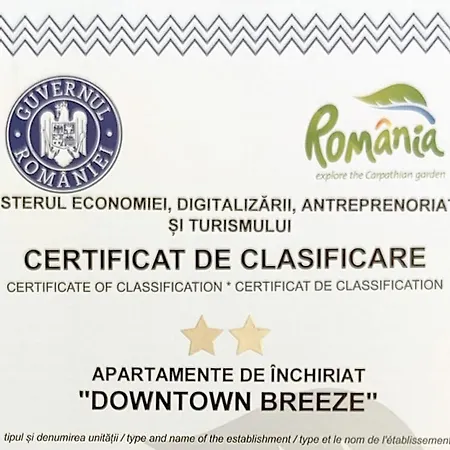 GUVERNUL
ROMÂNIEI
România
explore the Carpathian garden
STERUL ECONOMIEI, DIGITALIZĂRII, ANTREPRENORIAT
ȘI TURISMULUI
CERTIFICAT DE CLASIFICARE
CERTIFICATE OF CLASSIFICATION * CERTIFICAT DE CLASSIFICATION
APARTAMENTE DE ÎNCHIRIAT
"DOWNTOWN BREEZE"
tipul și denumirea unității / type and name of the establishment / type et le nom de l'établissement